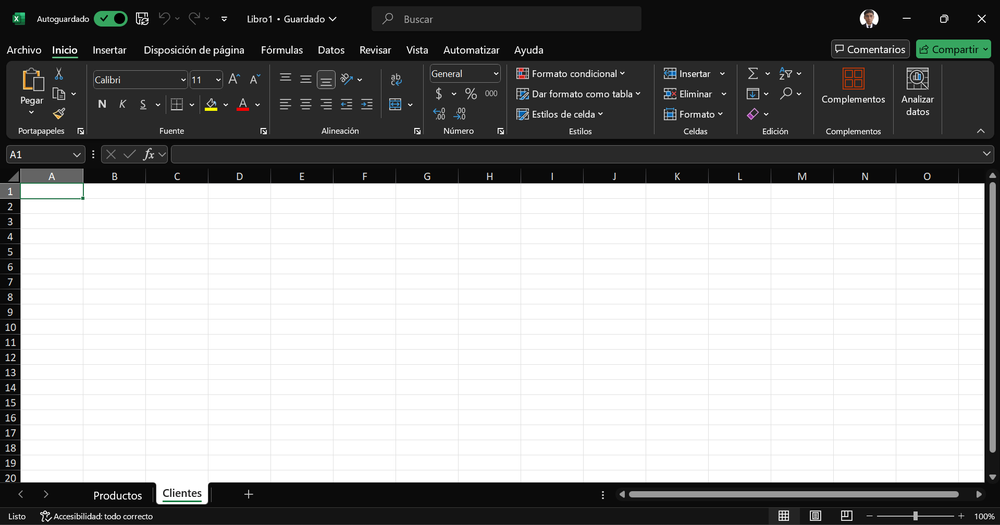 Autoguardado
Libro1 • Guardado
Buscar
Archivo Inicio Insertar Disposición de página Fórmulas Datos Revisar Vista Automatizar Ayuda
Comentarios
Compartir
Pegar
Portapapeles
Calibri 11
N K S
Fuente
ab
Alineación
General
$ % 000
Número
Formato condicional
Dar formato como tabla
Estilos de celda
Estilos
Insertar
Eliminar
Formato
Celdas
Edición
Complementos
Complementos
Analizar
datos
A1
fx
A B C D E F G H I J K L M N O
1
2
3
4
5
6
7
8
9
10
11
12
13
14
15
16
17
18
19
20
Productos Clientes
Listo
Accesibilidad: todo correcto
100%